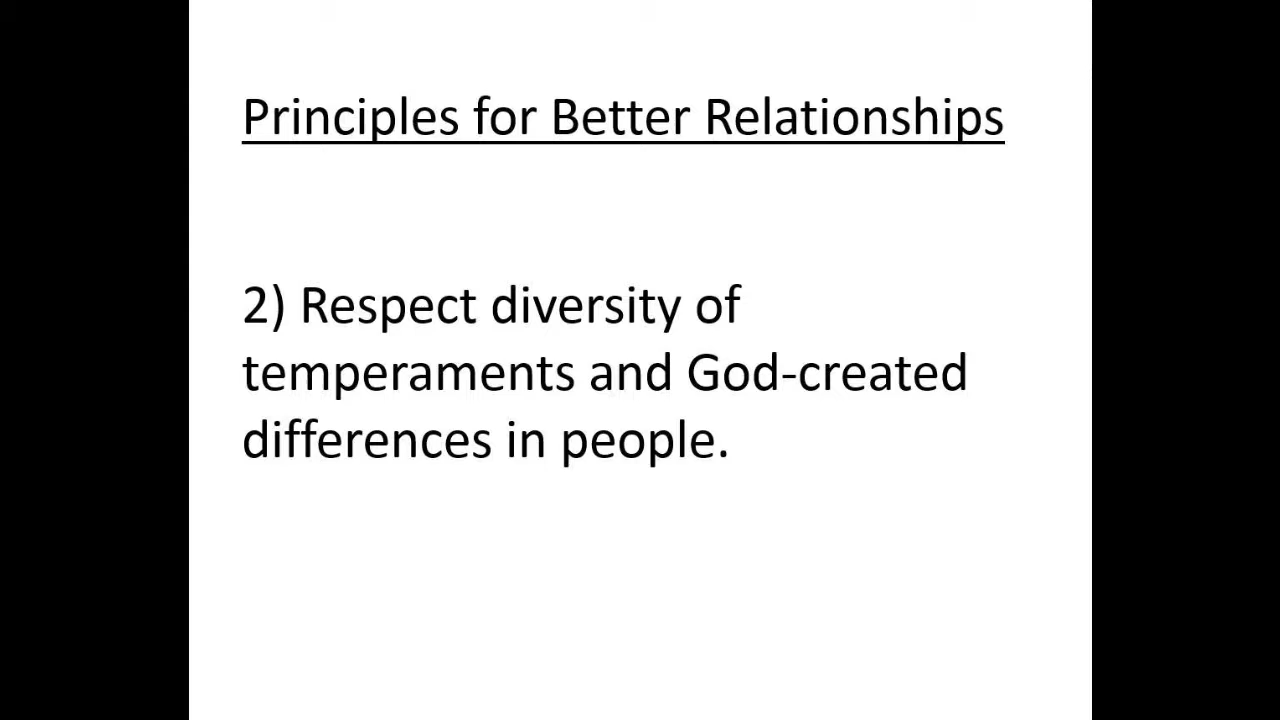 Principles for Better Relationships
2) Respect diversity of
temperaments and God-created
differences in people.